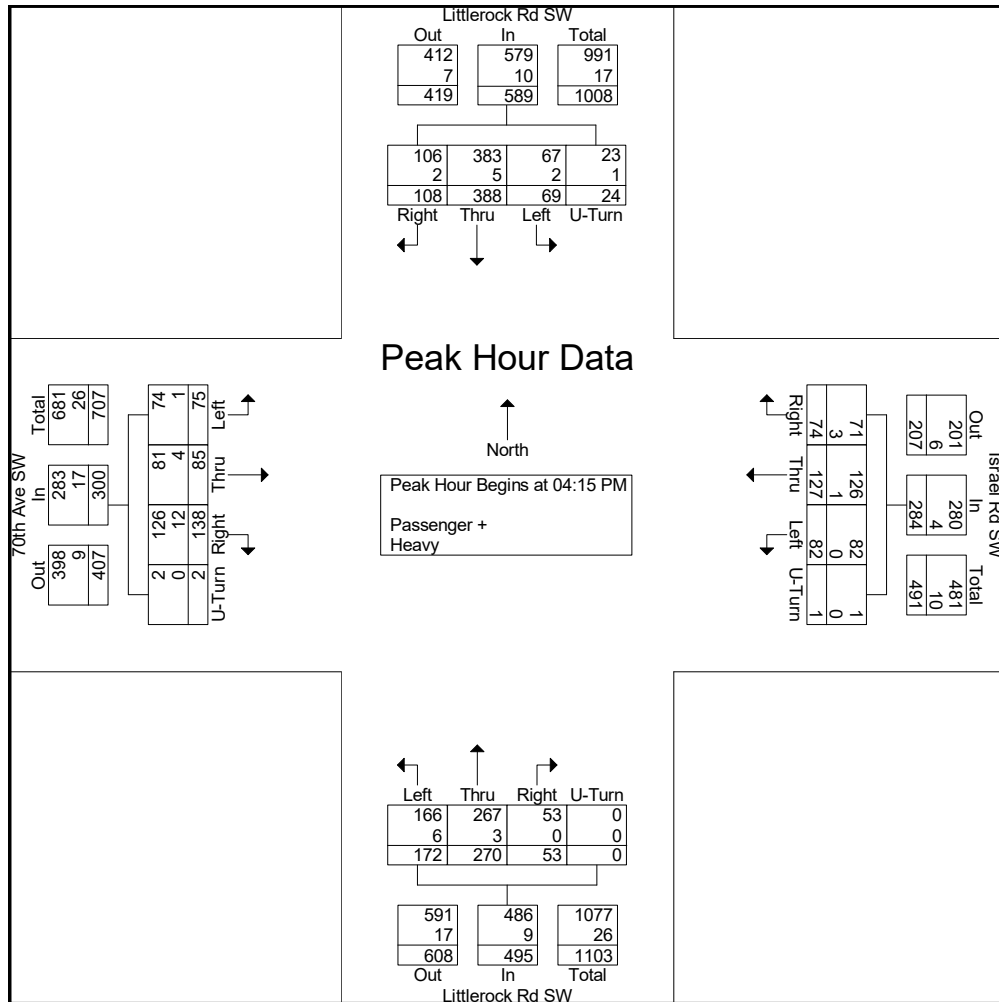 Littlerock Rd SW
Out In Total
412 579 991
7 10 17
419 589 1008
106 383 67 23
2 5 2 1
108 388 69 24
Right Thru Left U-Turn
Peak Hour Data
North
Peak Hour Begins at 04:15 PM
Passenger +
Heavy
70th Ave SW
Total In Out
681 283 398
26 17 9
707 300 407
74 81 126 2
1 4 12 0
75 85 138 2
Left Thru Right U-Turn
Right Thru Left U-Turn
74 127 82 1
3 1 0 0
71 126 82 1
207 284 491
6 4 10
201 280 481
Out In Total
Israel Rd SW
Left Thru Right U-Turn
166 267 53 0
6 3 0 0
172 270 53 0
591 486 1077
17 9 26
608 495 1103
Out In Total
Littlerock Rd SW